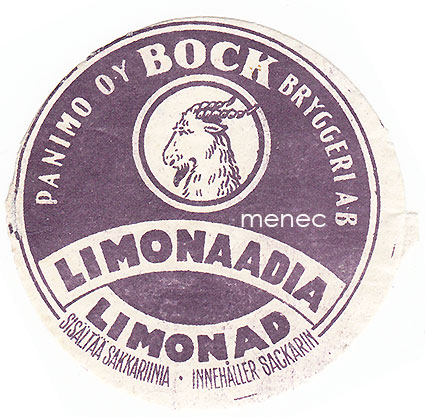 PANIMO OY BOCK BRYGGERI AB
menec
LIMONAADIA
LIMONAD
SISÄLTÄÄ SAKKARIINIA · INNEHÅLLER SACKARIN